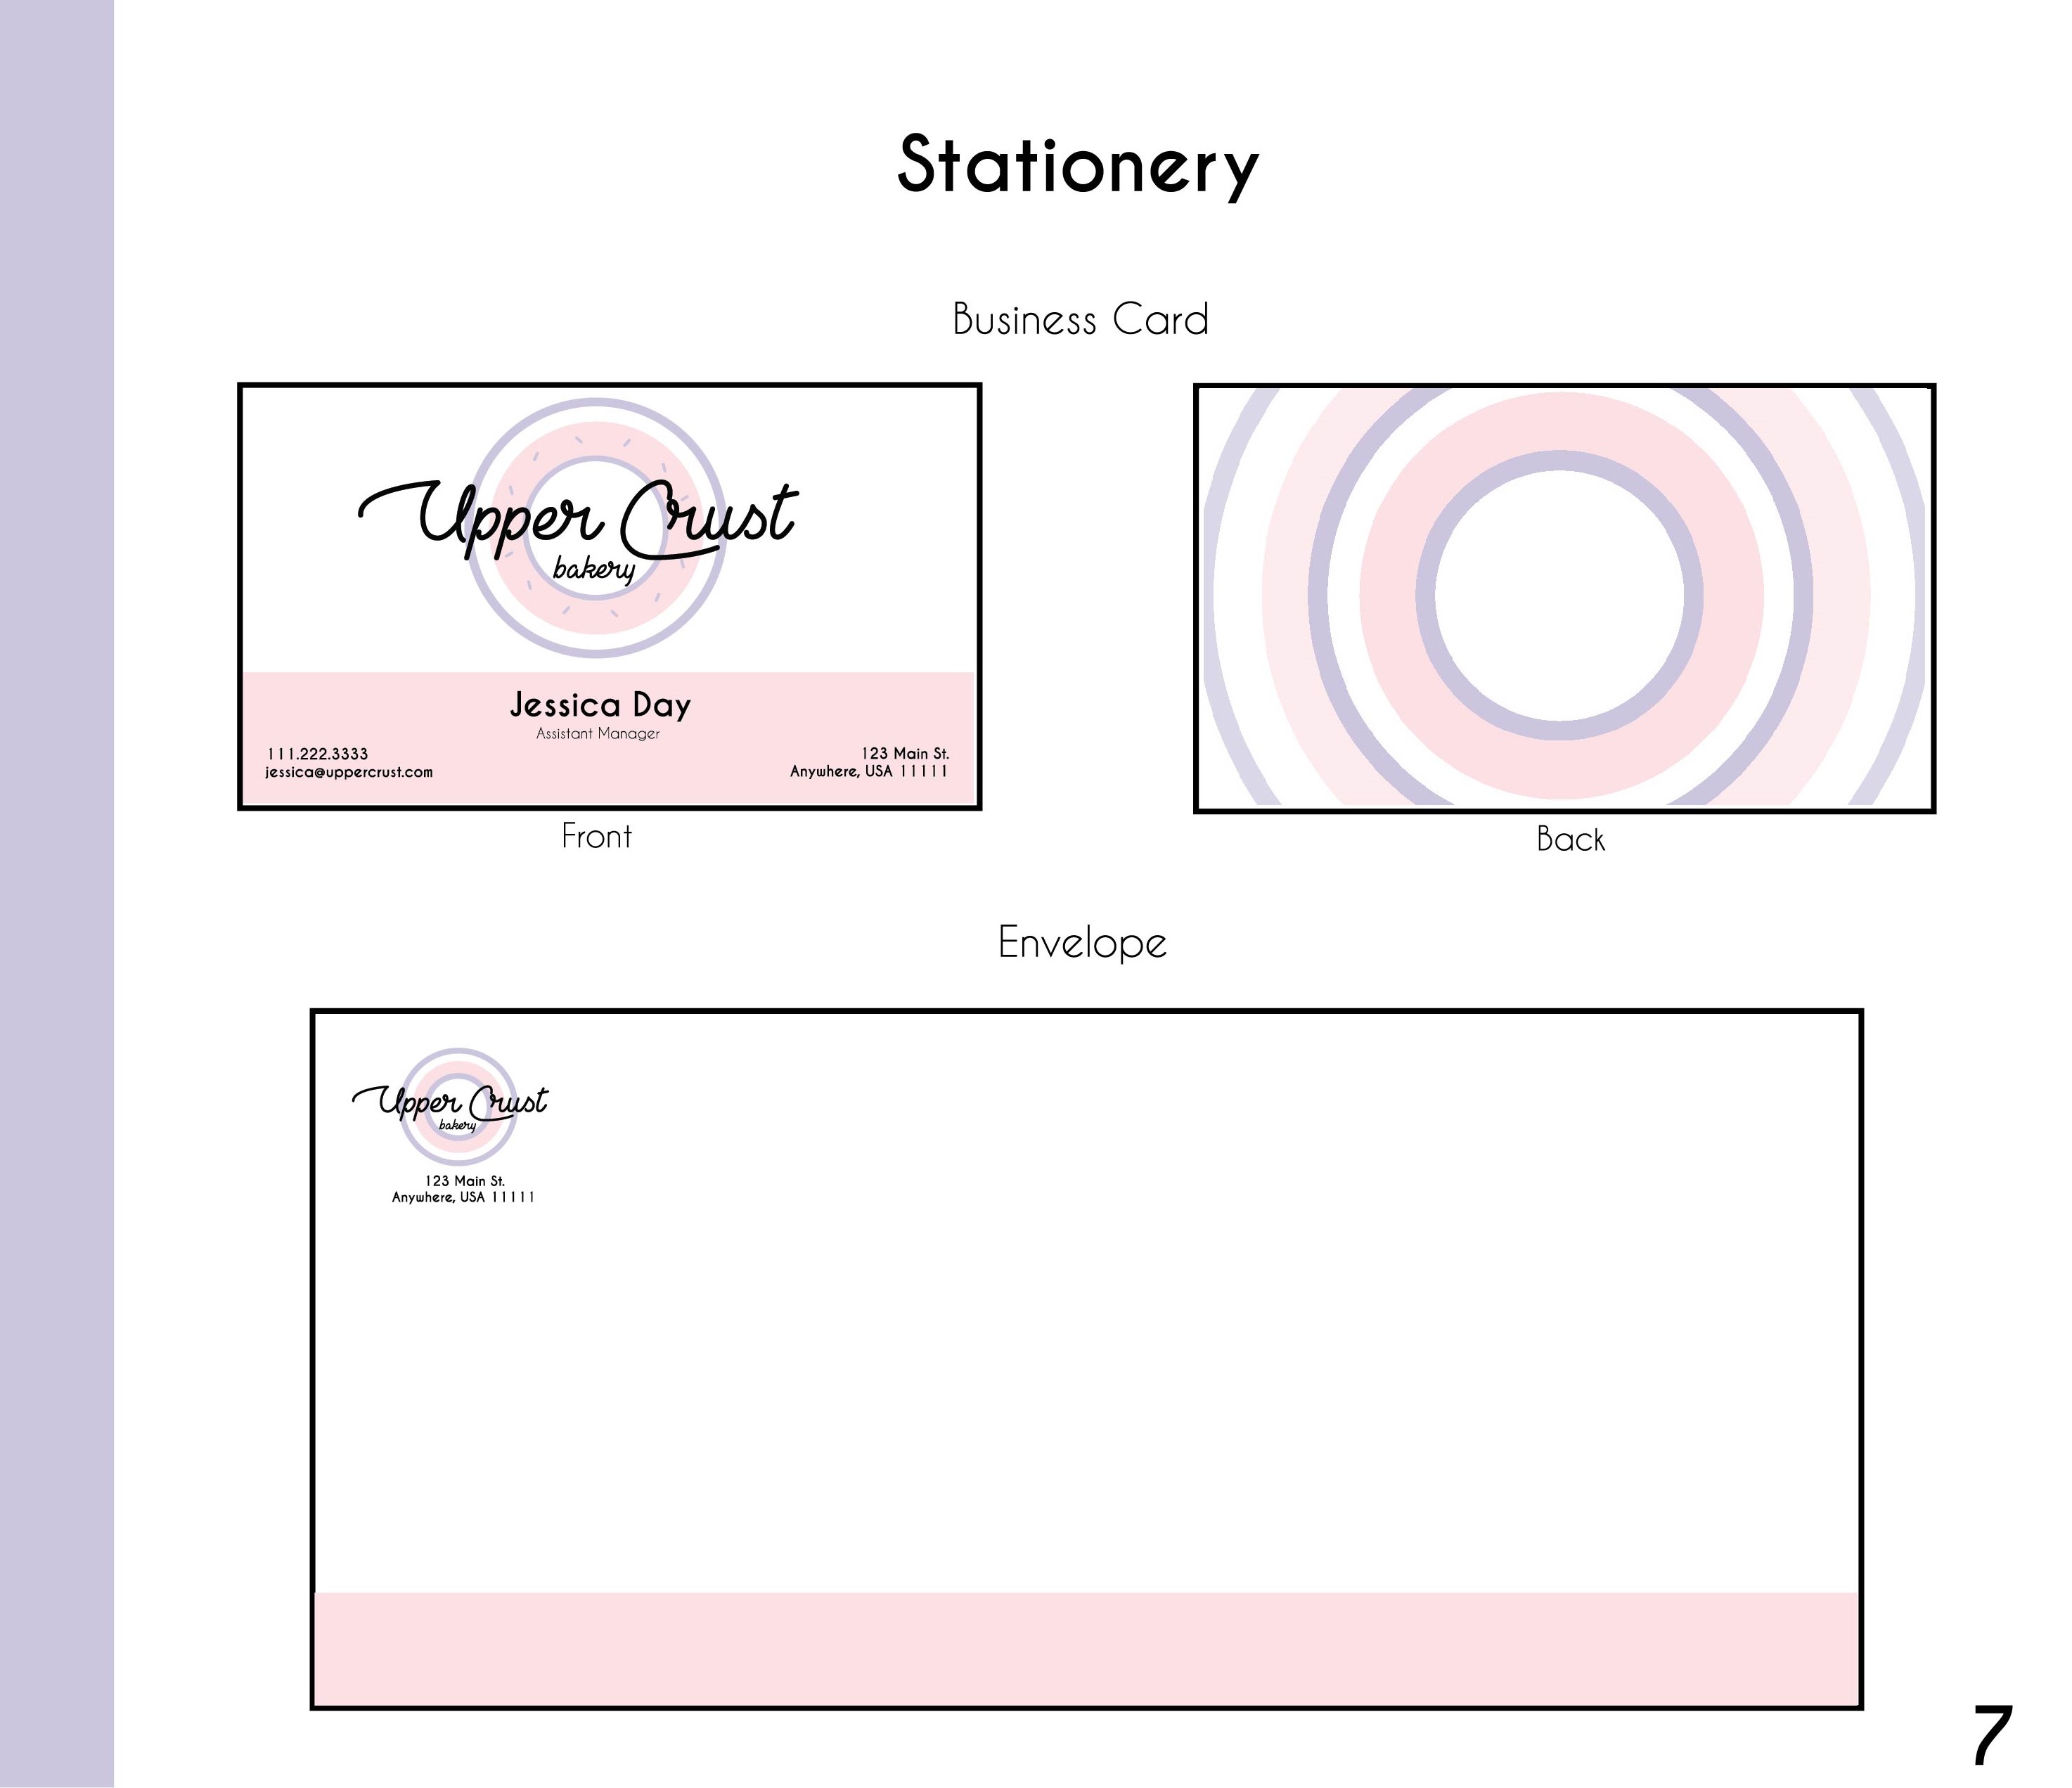 Stationery
Business Card
Upper Crust
bakery
Jessica Day
Assistant Manager
111.222.3333
jessica@uppercrust.com
123 Main St.
Anywhere, USA 11111
Front
Back
Envelope
Upper Crust
bakery
123 Main St.
Anywhere, USA 11111
7